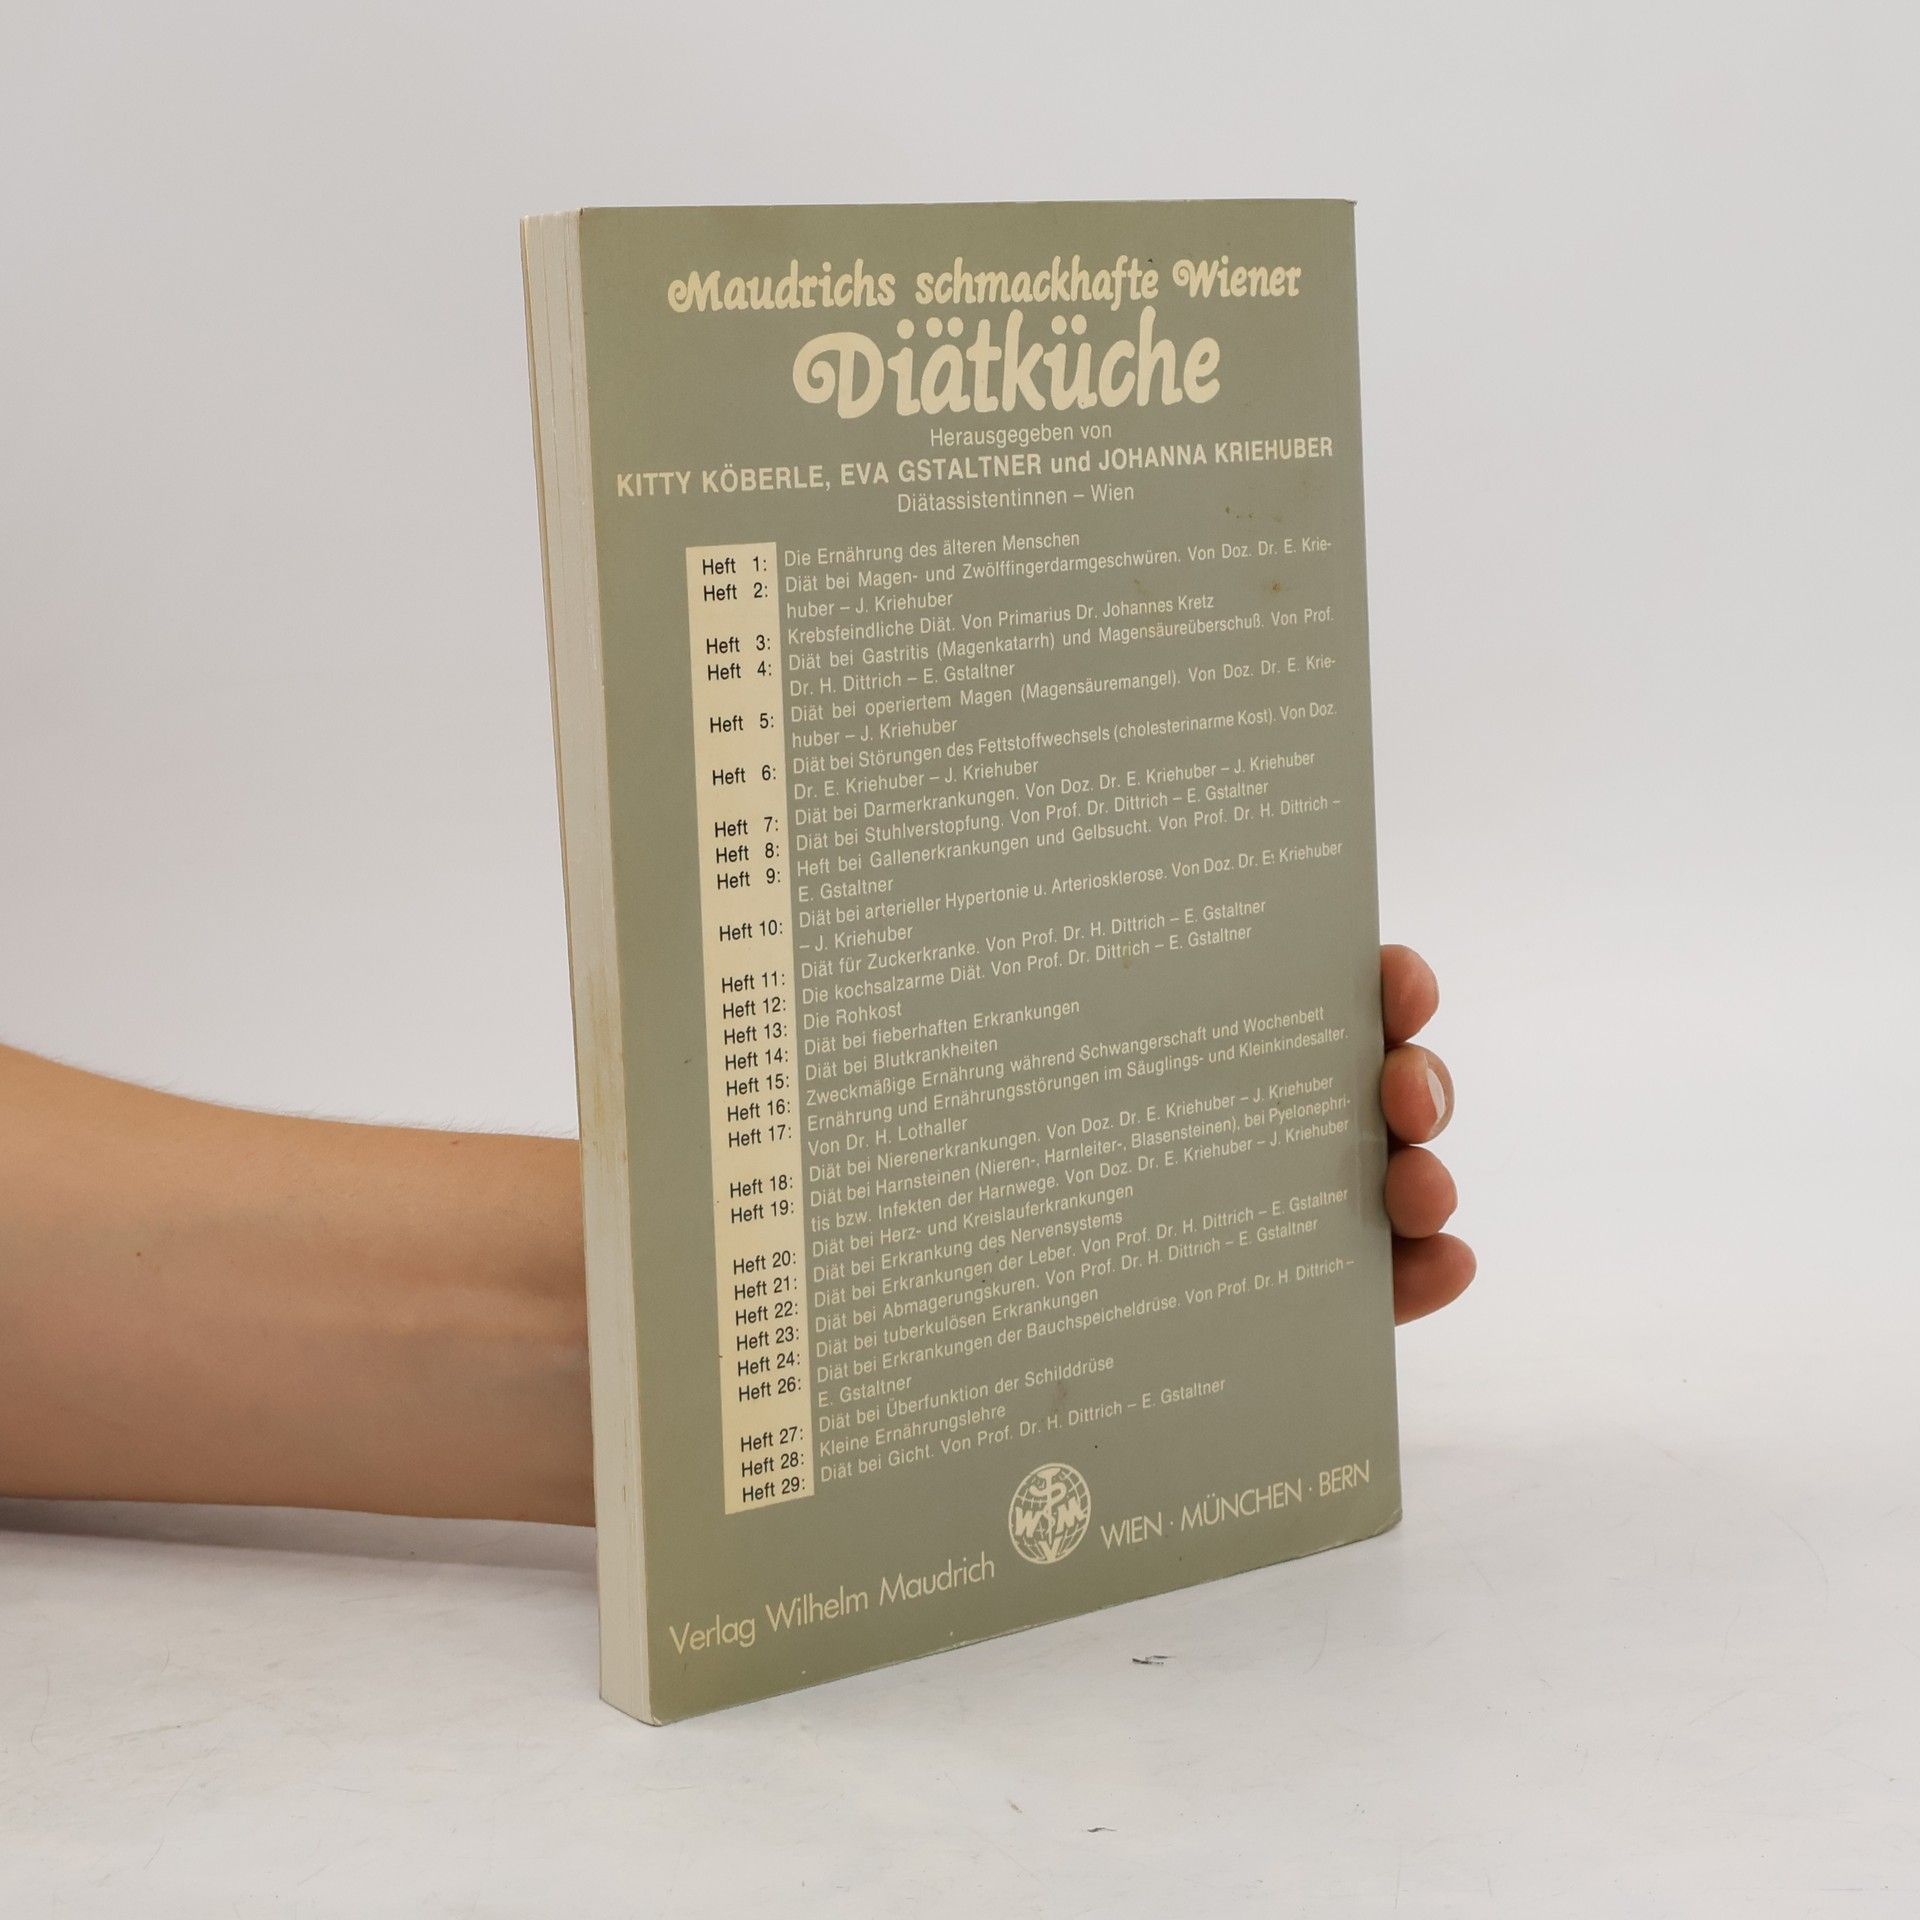 Maudrichs schmackhafte Wiener
Diätküche
Herausgegeben von
KITTY KÖBERLE, EVA GSTALTNER und JOHANNA KRIEHUBER
Diätassistentinnen – Wien
Heft 1: Die Ernährung des älteren Menschen
Heft 2: Diät bei Magen- und Zwölffingerdarmgeschwüren. Von Doz. Dr. E. Krie-
huber – J. Kriehuber
Heft 3: Krebsfeindliche Diät. Von Primarius Dr. Johannes Kretz
Heft 4: Diät bei Gastritis (Magenkatarrh) und Magensäureüberschuß. Von Prof.
Dr. H. Dittrich – E. Gstaltner
Heft 5: Diät bei operiertem Magen (Magensäuremangel). Von Doz. Dr. E. Krie-
huber – J. Kriehuber
Heft 6: Diät bei Störungen des Fettstoffwechsels (cholesterinarme Kost). Von Doz.
Dr. E. Kriehuber – J. Kriehuber
Heft 7: Diät bei Darmerkrankungen. Von Doz. Dr. E. Kriehuber – J. Kriehuber
Heft 8: Diät bei Stuhlverstopfung. Von Prof. Dr. Dittrich – E. Gstaltner
Heft 9: Heft bei Gallenerkrankungen und Gelbsucht. Von Prof. Dr. H. Dittrich –
E. Gstaltner
Heft 10: Diät bei arterieller Hypertonie u. Arteriosklerose. Von Doz. Dr. E. Kriehuber
– J. Kriehuber
Heft 11: Diät für Zuckerkranke. Von Prof. Dr. H. Dittrich – E. Gstaltner
Heft 12: Die kochsalzarme Diät. Von Prof. Dr. Dittrich – E. Gstaltner
Heft 13: Die Rohkost
Heft 14: Diät bei fieberhaften Erkrankungen
Heft 15: Diät bei Blutkrankheiten
Heft 16: Zweckmäßige Ernährung während Schwangerschaft und Wochenbett
Heft 17: Ernährung und Ernährungsstörungen im Säuglings- und Kleinkindesalter.
Von Dr. H. Lothaller
Heft 18: Diät bei Nierenerkrankungen. Von Doz. Dr. E. Kriehuber – J. Kriehuber
Heft 19: Diät bei Harnsteinen (Nieren-, Harnleiter-, Blasensteinen), bei Pyelonephri-
tis bzw. Infekten der Harnwege. Von Doz. Dr. E. Kriehuber – J. Kriehuber
Heft 20: Diät bei Herz- und Kreislauferkrankungen
Heft 21: Diät bei Erkrankung des Nervensystems
Heft 22: Diät bei Erkrankungen der Leber. Von Prof. Dr. H. Dittrich – E. Gstaltner
Heft 23: Diät bei Abmagerungskuren. Von Prof. Dr. H. Dittrich – E. Gstaltner
Heft 24: Diät bei tuberkulösen Erkrankungen
Heft 26: Diät bei Erkrankungen der Bauchspeicheldrüse. Von Prof. Dr. H. Dittrich –
E. Gstaltner
Heft 27: Diät bei Überfunktion der Schilddrüse
Heft 28: Kleine Ernährungslehre
Heft 29: Diät bei Gicht. Von Prof. Dr. H. Dittrich – E. Gstaltner
Verlag Wilhelm Maudrich WMV WIEN · MÜNCHEN · BERN